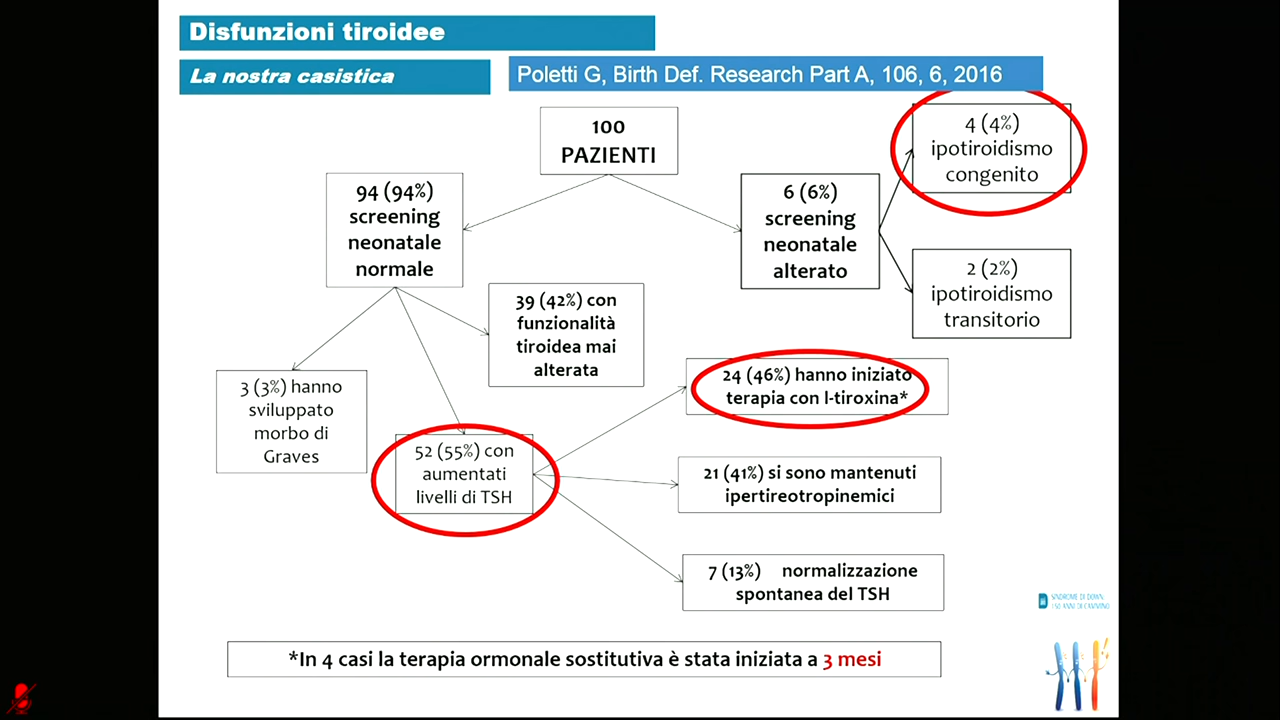 Disfunzioni tiroidee
La nostra casistica
Poletti G, Birth Def. Research Part A, 106, 6, 2016
100
PAZIENTI
94 (94%)
screening
neonatale
normale
6 (6%)
screening
neonatale
alterato
4 (4%)
ipotiroidismo
congenito
2 (2%)
ipotiroidismo
transitorio
39 (42%) con
funzionalità
tiroidea mai
alterata
3 (3%) hanno
sviluppato
morbo di
Graves
52 (55%) con
aumentati
livelli di TSH
24 (46%) hanno iniziato
terapia con l-tiroxina*
21 (41%) si sono mantenuti
ipertireotropinemici
7 (13%) normalizzazione
spontanea del TSH
*In 4 casi la terapia ormonale sostitutiva è stata iniziata a 3 mesi
SINDROME DI DOWN